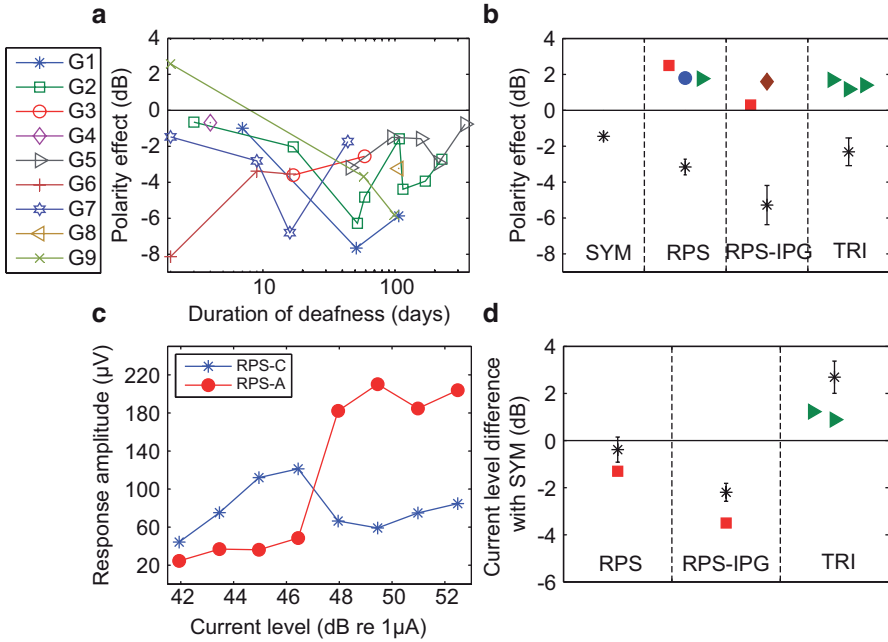 a
b
G1
G2
G3
G4
G5
G6
G7
G8
G9
Polarity effect (dB)
4
2
0
-2
-4
-6
-8
10
100
Duration of deafness (days)
Polarity effect (dB)
4
2
0
-2
-4
-6
-8
SYM
RPS
RPS-IPG
TRI
c
d
Response amplitude (µV)
220
180
140
100
60
20
RPS-C
RPS-A
42
44
46
48
50
52
Current level (dB re 1µA)
Current level difference
with SYM (dB)
4
2
0
-2
-4
-6
RPS
RPS-IPG
TRI